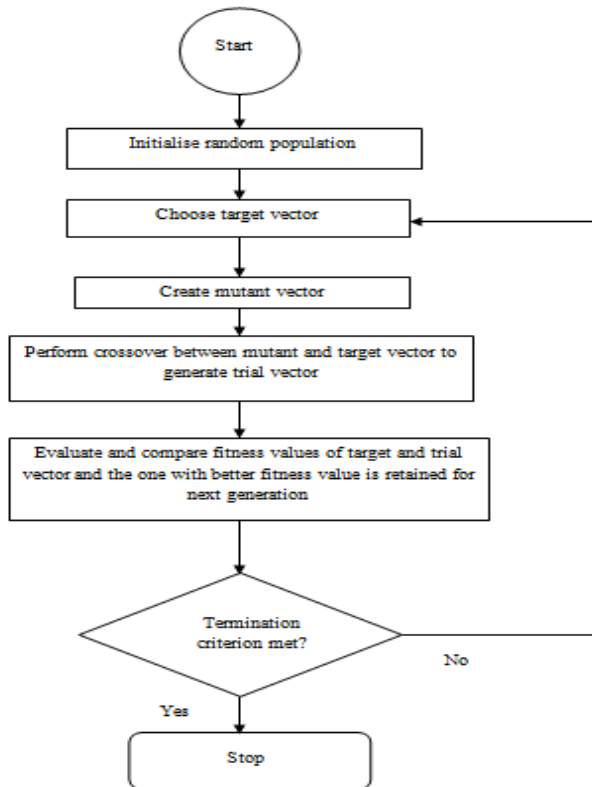 Start
Initialise random population
Choose target vector
Create mutant vector
Perform crossover between mutant and target vector to
generate trial vector
Evaluate and compare fitness values of target and trial
vector and the one with better fitness value is retained for
next generation
Termination
criterion met?
No
Yes
Stop